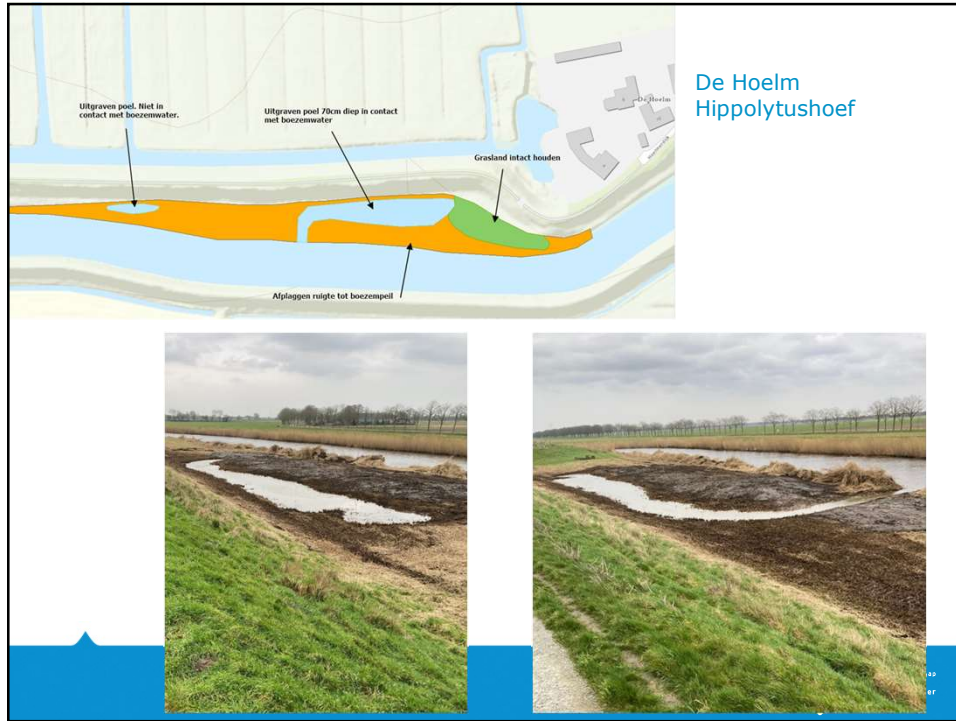 De Hoelm
Hippolytushoef
Uitgraven poel. Niet in
contact met boezemwater.
Uitgraven poel 70cm diep in contact
met boezemwater
De Hoelm
Grasland intact houden
Afplaggen ruigte tot boezempeil